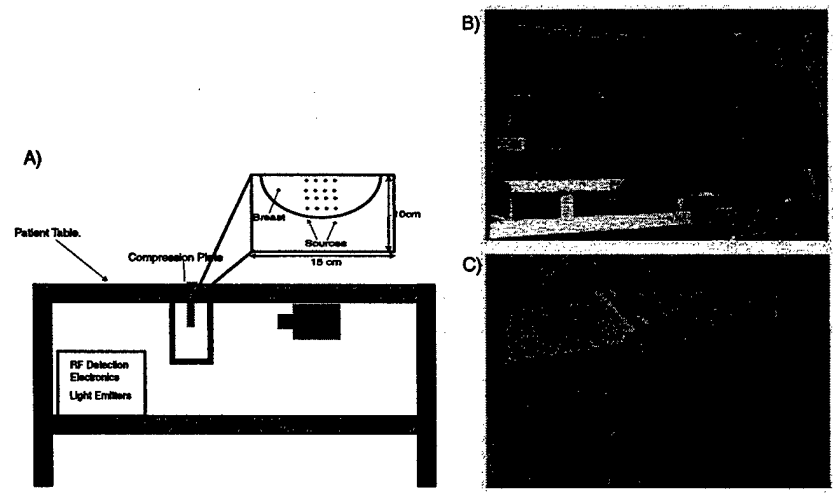 A)
Breast
Sources
10cm
15 cm
Patient Table.
Compression Plate
RF Detection
Electronics
Light Emitters
B)
C)